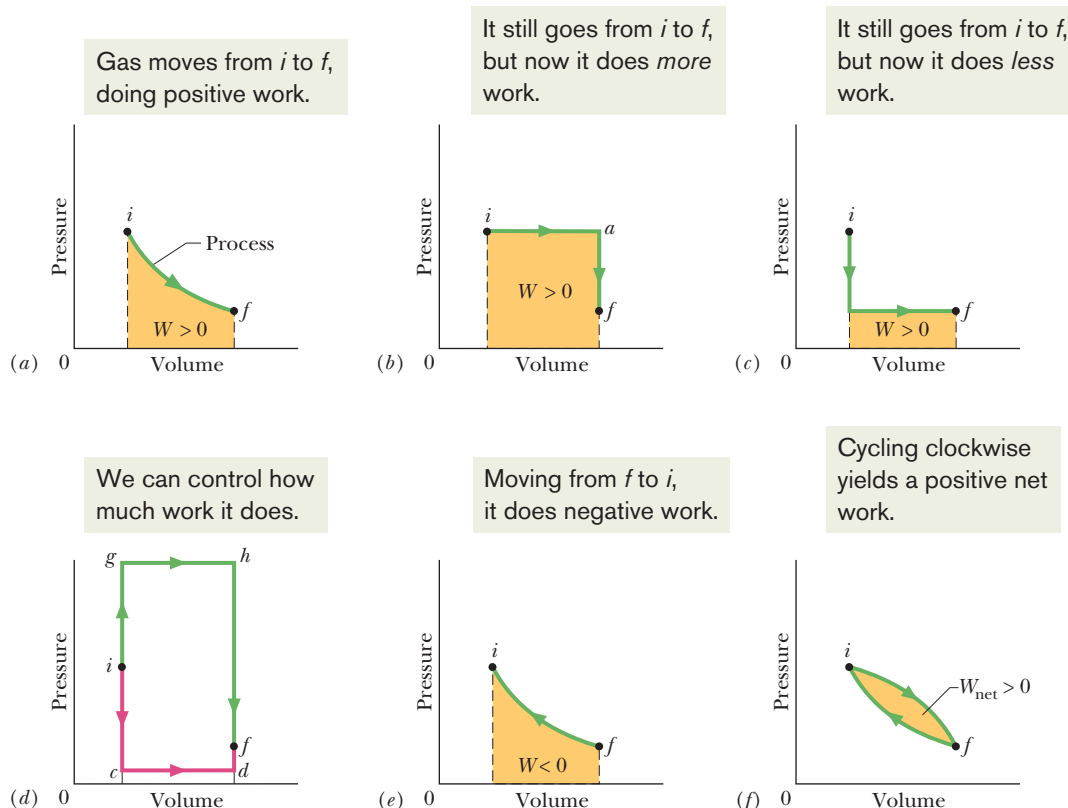 Gas moves from i to f,
doing positive work.
Pressure
i
Process
W > 0
f
(a)
0
Volume
It still goes from i to f,
but now it does more
work.
Pressure
i
a
W > 0
f
(b)
0
Volume
It still goes from i to f,
but now it does less
work.
Pressure
i
W > 0
f
(c)
0
Volume
We can control how
much work it does.
Pressure
g
h
i
f
c
d
(d)
0
Volume
Moving from f to i,
it does negative work.
Pressure
i
f
W < 0
(e)
0
Volume
Cycling clockwise
yields a positive net
work.
Pressure
i
Wnet > 0
f
(f)
0
Volume